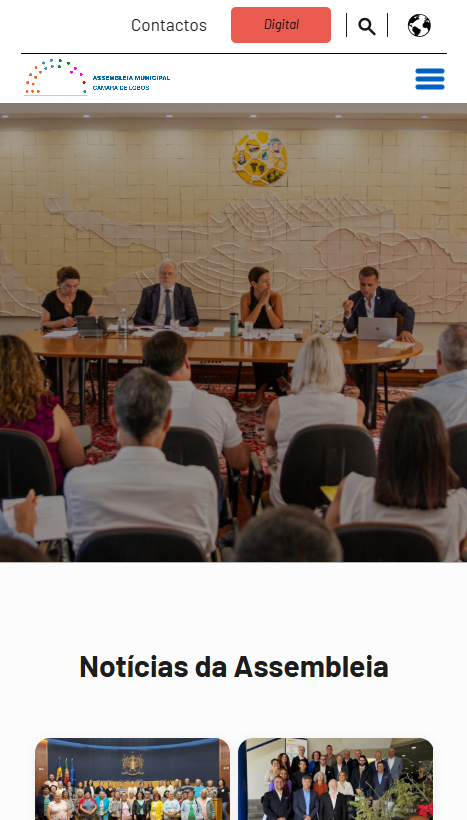 Contactos
Digital
ASSEMBLEIA MUNICIPAL
CÂMARA DE LOBOS
Notícias da Assembleia